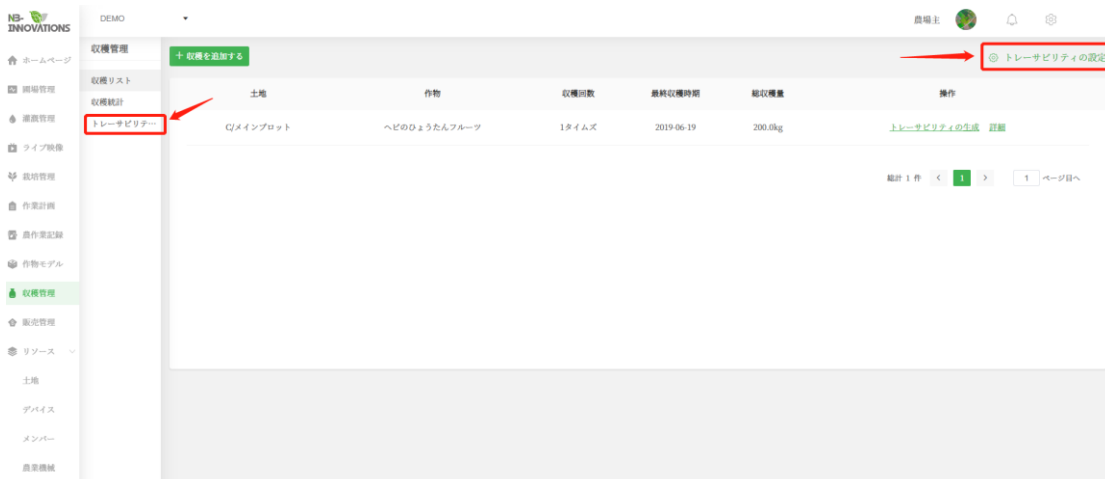 NB-
INNOVATIONS
DEMO
農場主
ホームページ
圃場管理
灌漑管理
ライブ映像
栽培管理
作業計画
農作業記録
作物モデル
収穫管理
販売管理
リソース
土地
デバイス
メンバー
農業機械
収穫管理
収穫リスト
収穫統計
トレーサビリテ…
+ 収穫を追加する
トレーサビリティの設定
土地 作物 収穫回数 最終収穫時期 総収穫量 操作
C/メインプロット ヘビのひょうたんフルーツ 1タイムズ 2019-06-19 200.0kg トレーサビリティの生成 詳細
総計 1 件 < 1 > 1 ページ目へ